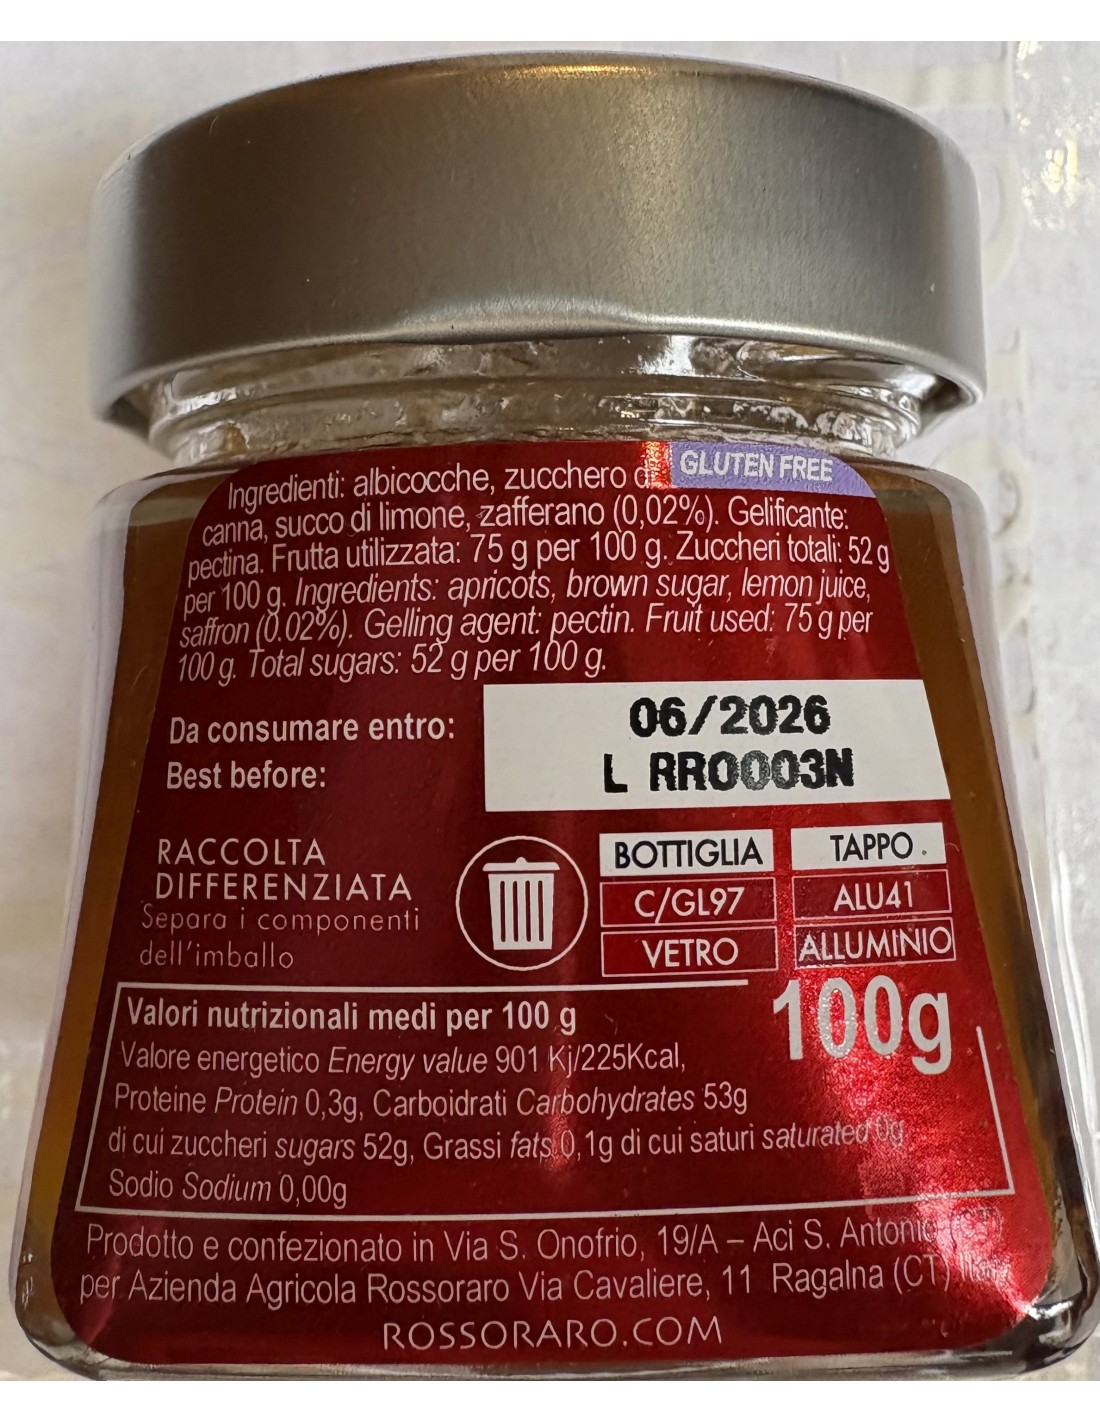 GLUTEN FREE
Ingredienti: albicocche, zucchero di
canna, succo di limone, zafferano (0,02%). Gelificante:
pectina. Frutta utilizzata: 75 g per 100 g. Zuccheri totali: 52 g
per 100 g. Ingredients: apricots, brown sugar, lemon juice,
saffron (0.02%). Gelling agent: pectin. Fruit used: 75 g per
100 g. Total sugars: 52 g per 100 g.
Da consumare entro:
Best before:
06/2026
L RR0003N
RACCOLTA
DIFFERENZIATA
Separa i componenti
dell'imballo
BOTTIGLIA
C/GL97
VETRO
TAPPO
ALU41
ALLUMINIO
100g
Valori nutrizionali medi per 100 g
Valore energetico Energy value 901 Kj/225Kcal,
Proteine Protein 0,3g, Carboidrati Carbohydrates 53g
di cui zuccheri sugars 52g, Grassi fats 0,1g di cui saturi saturated 0g
Sodio Sodium 0,00g
Prodotto e confezionato in Via S. Onofrio, 19/A – Aci S. Antonio (CT)
per Azienda Agricola Rossoraro Via Cavaliere, 11 Ragalna (CT)
ROSSORARO.COM